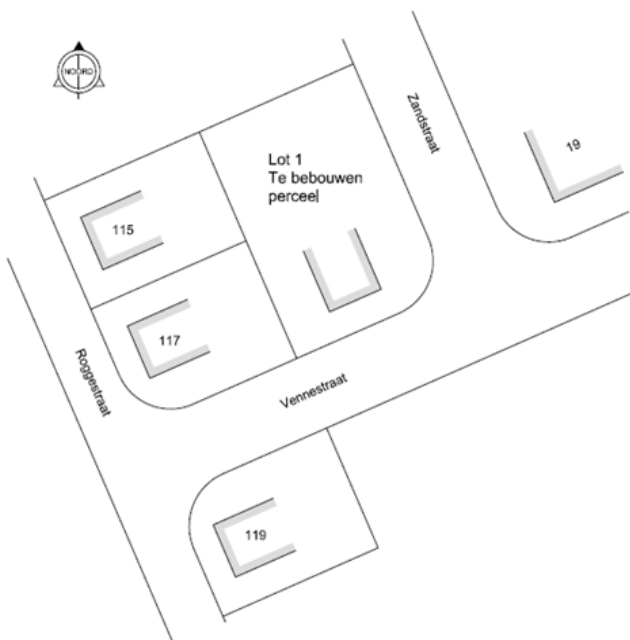 NOORD
Zandstraat
19
Lot 1
Te bebouwen
perceel
115
117
Roggestraat
Vennestraat
119